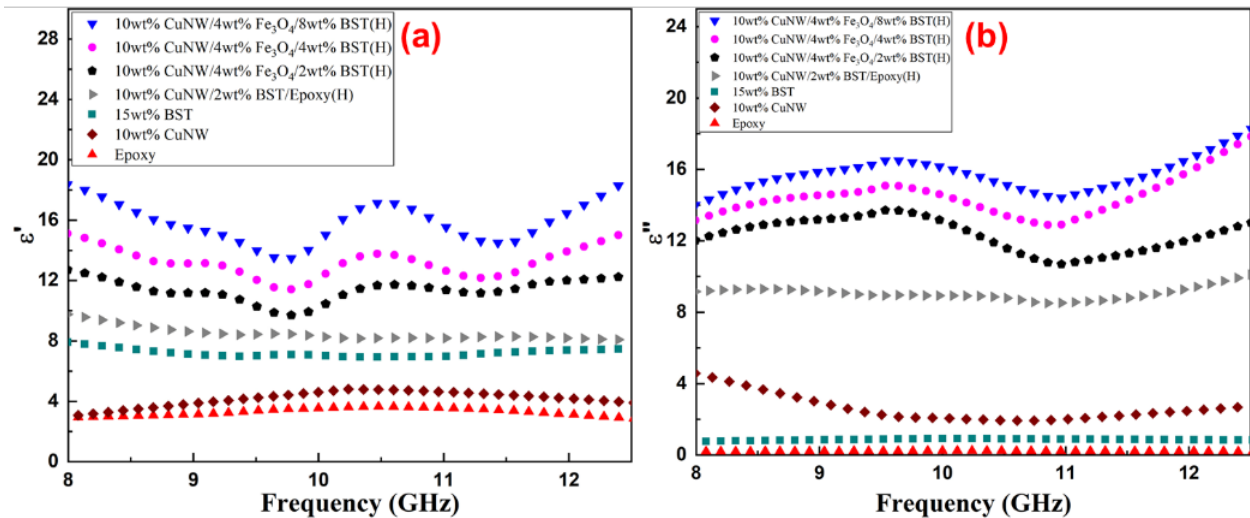 28
24
20
16
12
8
4
0
ε'
10wt% CuNW/4wt% Fe₃O₄/8wt% BST(H)
10wt% CuNW/4wt% Fe₃O₄/4wt% BST(H)
10wt% CuNW/4wt% Fe₃O₄/2wt% BST(H)
10wt% CuNW/2wt% BST/Epoxy(H)
15wt% BST
10wt% CuNW
Epoxy
(a)
8 9 10 11 12
Frequency (GHz)
24
20
16
12
8
4
0
ε"
10wt% CuNW/4wt% Fe₃O₄/8wt% BST(H)
10wt% CuNW/4wt% Fe₃O₄/4wt% BST(H)
10wt% CuNW/4wt% Fe₃O₄/2wt% BST(H)
10wt% CuNW/2wt% BST/Epoxy(H)
15wt% BST
10wt% CuNW
Epoxy
(b)
8 9 10 11 12
Frequency (GHz)